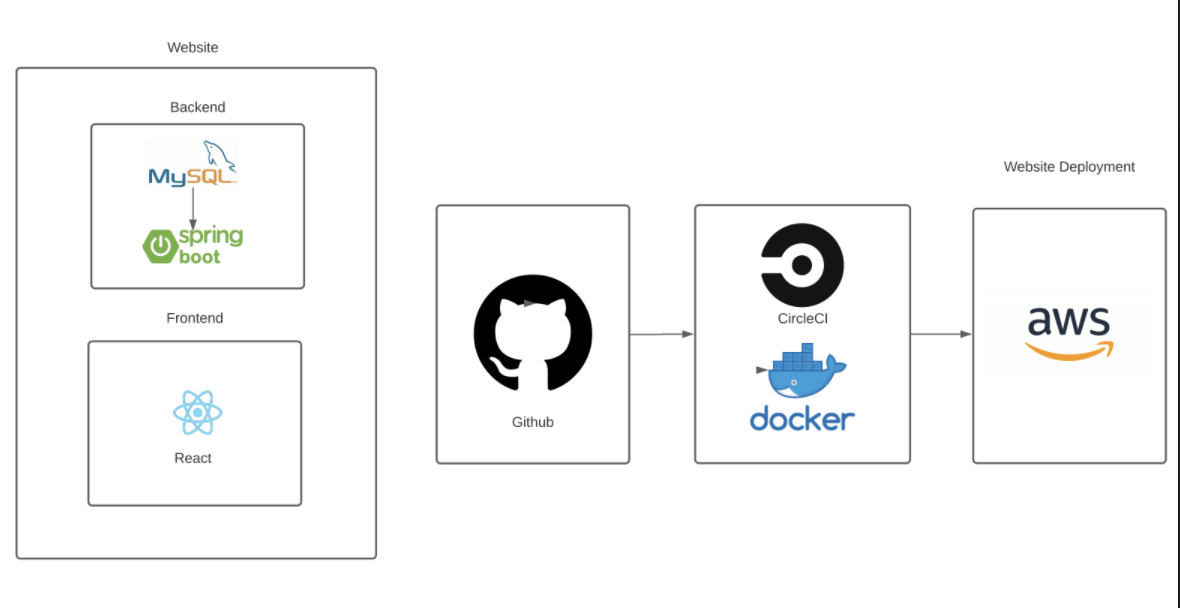 Website
Backend
MySQL
spring
boot
Frontend
React
Github
CircleCI
docker
Website Deployment
aws